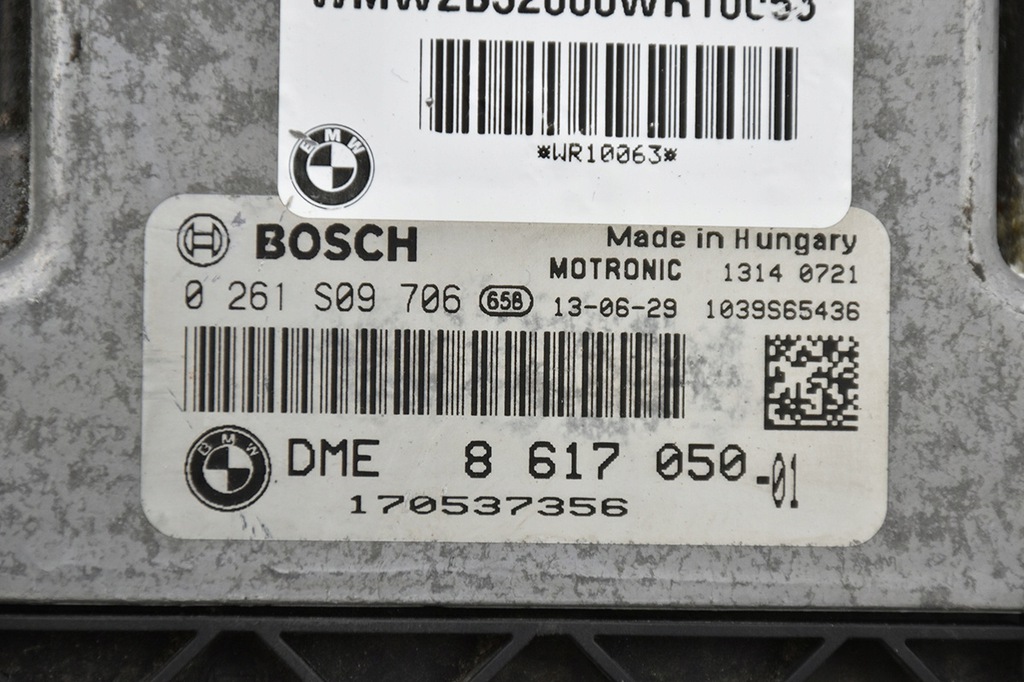 *WR10063*
BMW
BOSCH Made in Hungary
MOTRONIC 1314 0721
0 261 S09 706 658 13-06-29 1039S65436
BMW DME 8 617 050-01
170537356